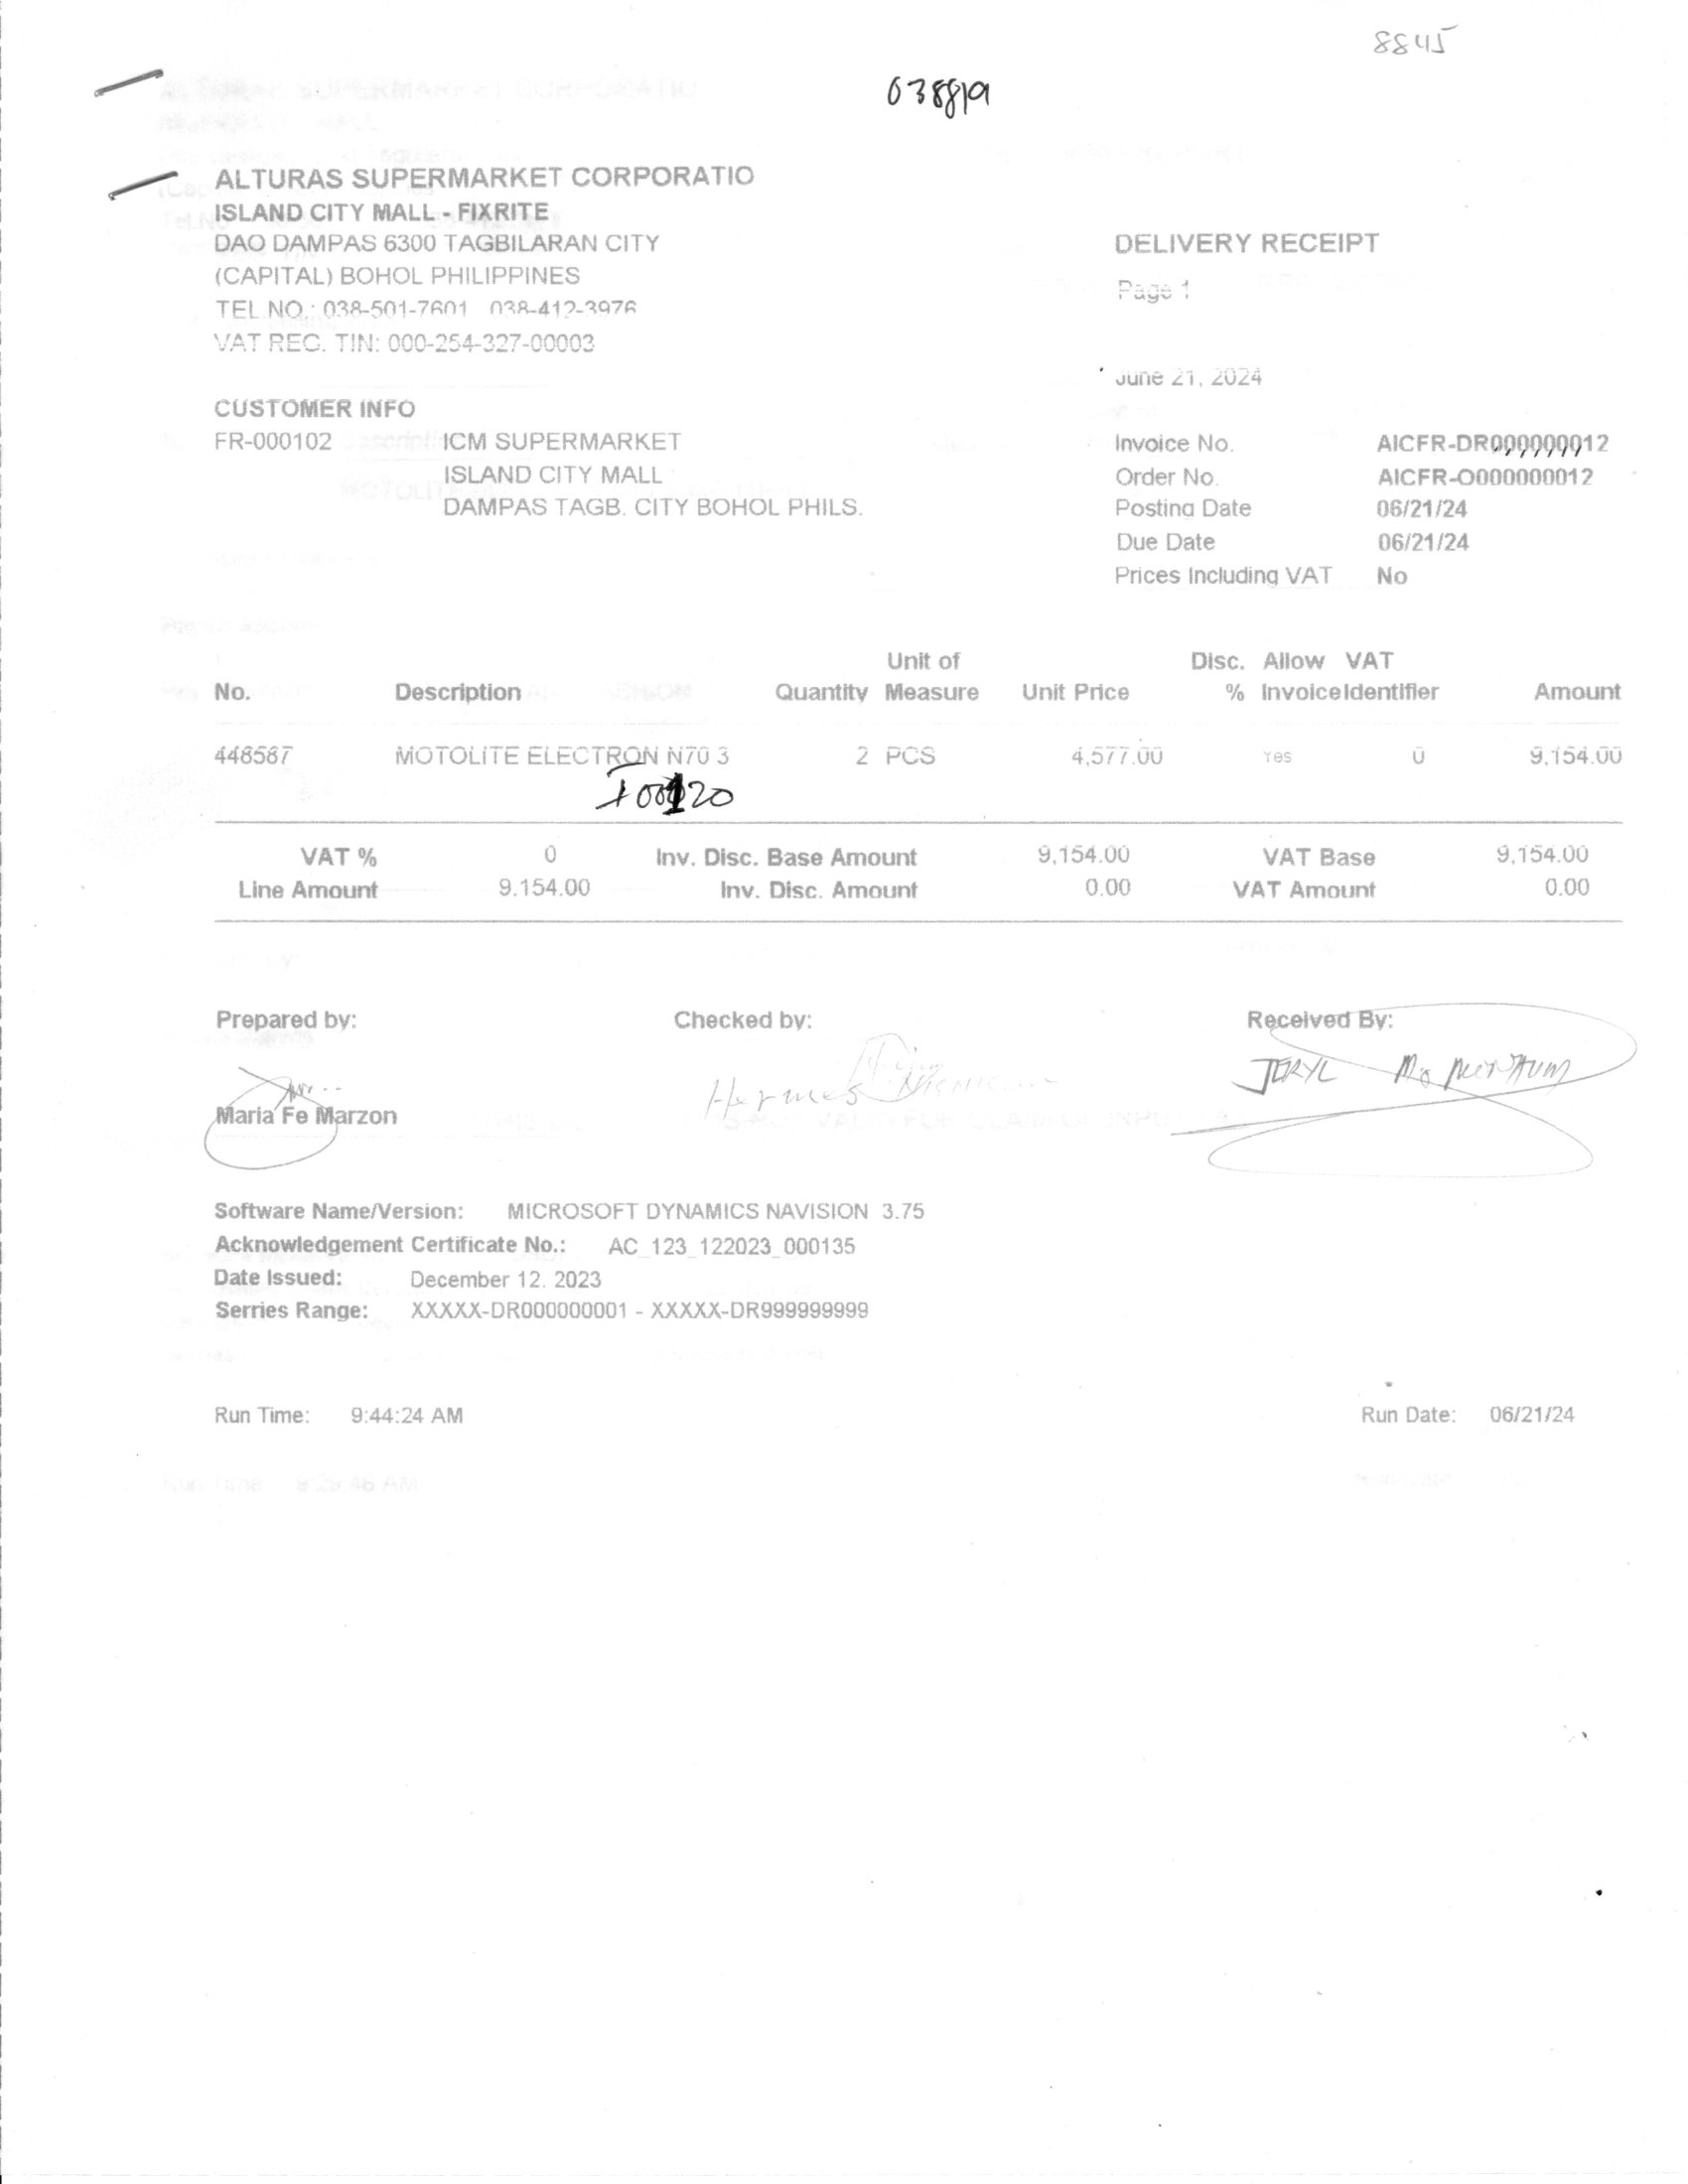 8845
038819
ALTURAS SUPERMARKET CORPORATIO
ISLAND CITY MALL - FIXRITE
DAO DAMPAS 6300 TAGBILARAN CITY
(CAPITAL) BOHOL PHILIPPINES
TEL NO.: 038-501-7601 038-412-3976
VAT REG. TIN: 000-254-327-00003
DELIVERY RECEIPT
Page 1
June 21, 2024
CUSTOMER INFO
FR-000102 ICM SUPERMARKET
ISLAND CITY MALL
DAMPAS TAGB. CITY BOHOL PHILS.
Invoice No. AICFR-DR000000012
Order No. AICFR-O000000012
Posting Date 06/21/24
Due Date 06/21/24
Prices Including VAT No
Unit of Disc. Allow VAT
No. Description Quantity Measure Unit Price % Invoice Identifier Amount
448587 MOTOLITE ELECTRON N70 3 2 PCS 4,577.00 Yes 0 9,154.00
VAT % 0 Inv. Disc. Base Amount 9,154.00 VAT Base 9,154.00
Line Amount 9.154.00 Inv. Disc. Amount 0.00 VAT Amount 0.00
Prepared by: Checked by: Received By:
Hermes JERYL
Maria Fe Marzon
Software Name/Version: MICROSOFT DYNAMICS NAVISION 3.75
Acknowledgement Certificate No.: AC_123_122023_000135
Date Issued: December 12. 2023
Serries Range: XXXXX-DR000000001 - XXXXX-DR999999999
Run Time: 9:44:24 AM Run Date: 06/21/24